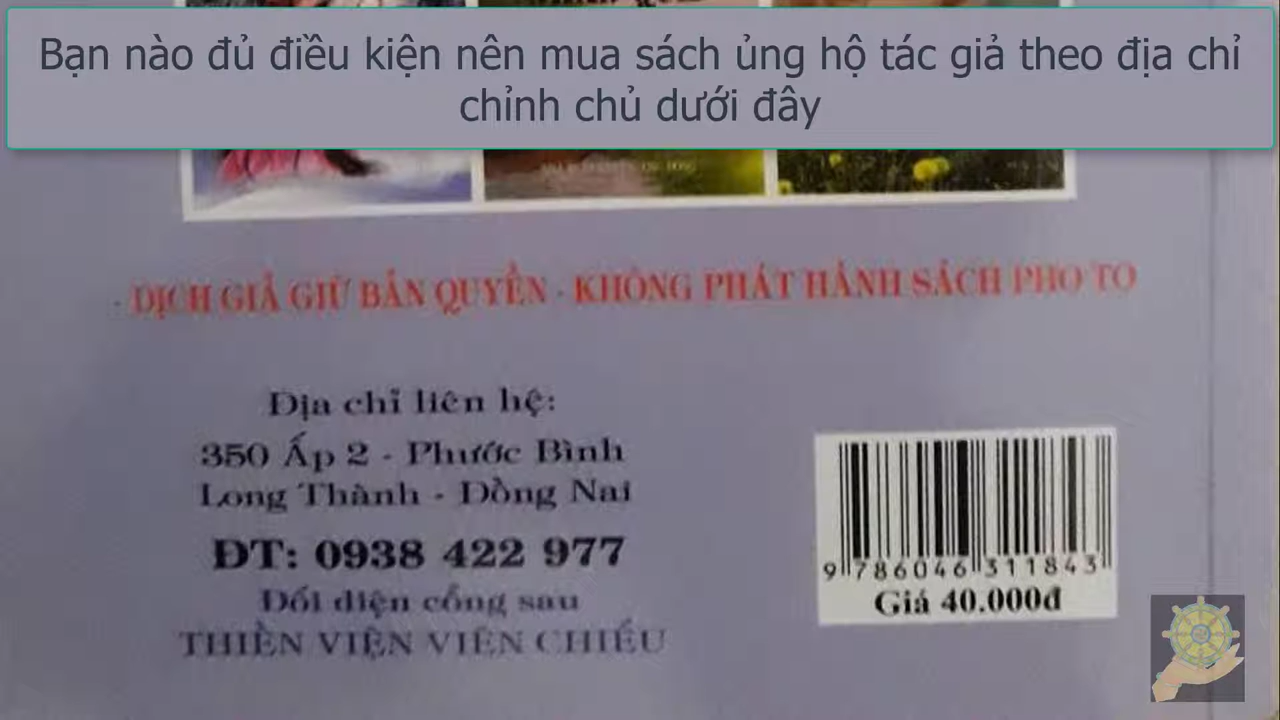 Bạn nào đủ điều kiện nên mua sách ủng hộ tác giả theo địa chỉ
chỉnh chủ dưới đây
- DỊCH GIẢ GIỮ BẢN QUYỀN - KHÔNG PHÁT HÀNH SÁCH PHO TO
Địa chỉ liên hệ:
350 Ấp 2 - Phước Bình
Long Thành - Đồng Nai
ĐT: 0938 422 977
Đối diện cổng sau
THIỀN VIỆN VIÊN CHIẾU
9 786046 311843
Giá 40.000đ